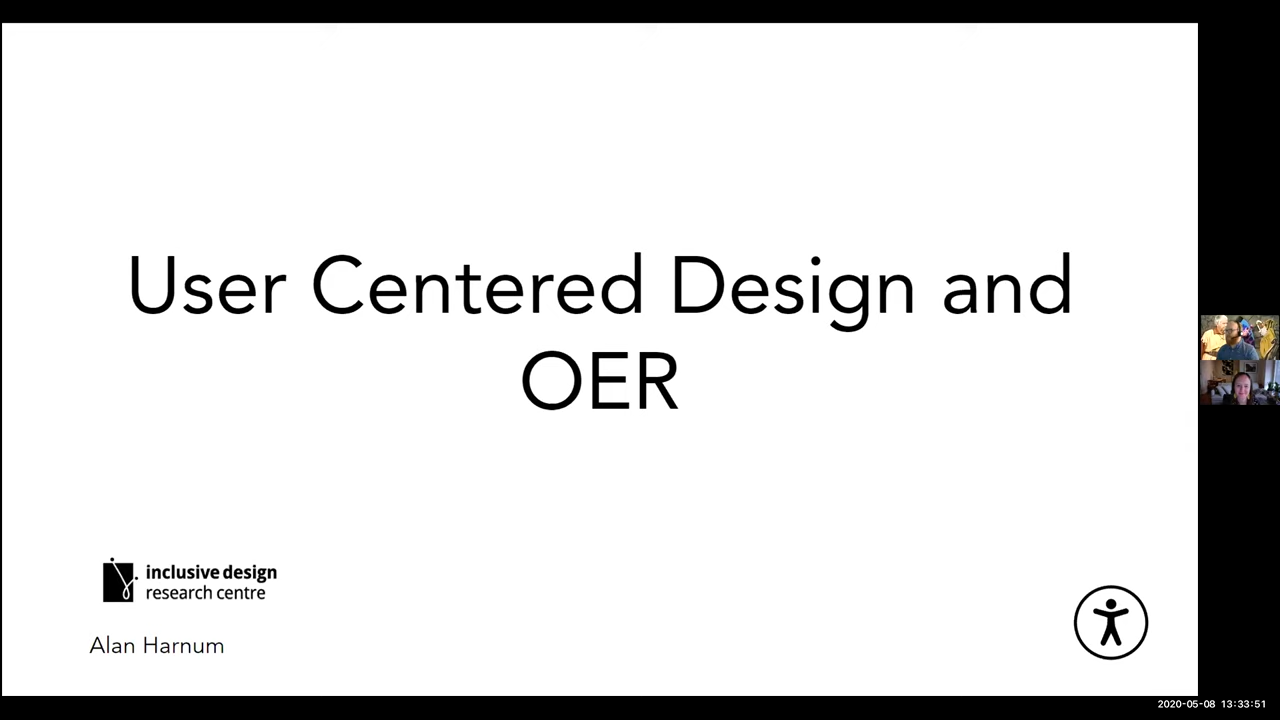 User Centered Design and
OER
inclusive design
research centre
Alan Harnum
2020-05-08 13:33:51